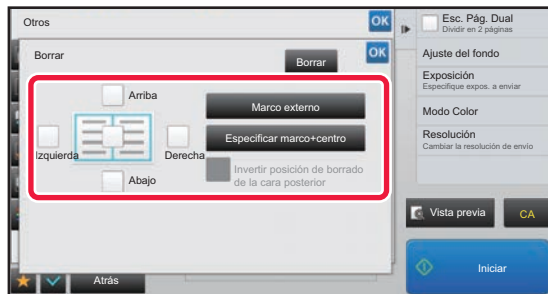 Otros
OK
Borrar
Borrar
OK
Arriba
Izquierda
Derecha
Abajo
Marco externo
Especificar marco+centro
Invertir posición de borrado
de la cara posterior
Atrás
Esc. Pág. Dual
Dividir en 2 páginas
Ajuste del fondo
Exposición
Especifique expos. a enviar
Modo Color
Resolución
Cambiar la resolución de envío
Vista previa
CA
Iniciar